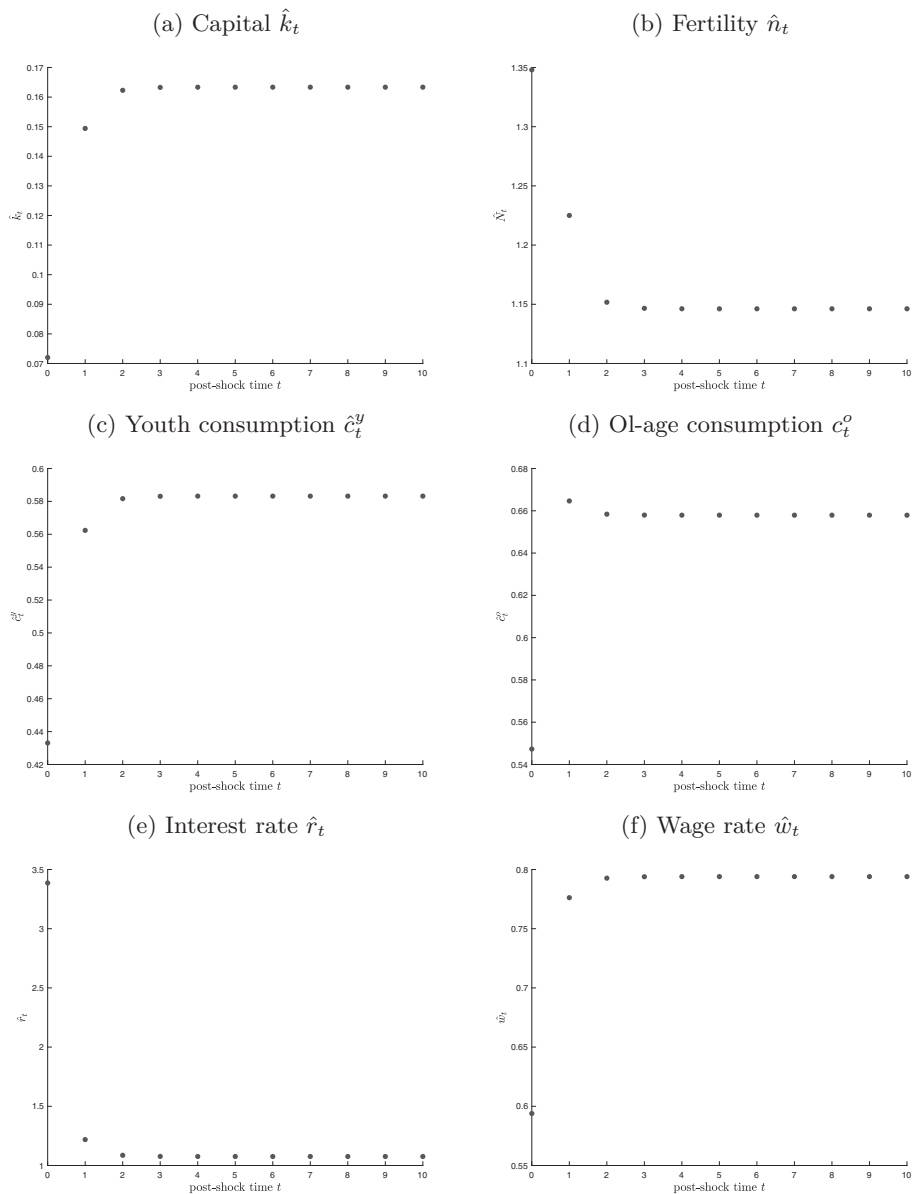 (a) Capital k̂ₜ
(b) Fertility n̂ₜ
0.17
0.16
0.15
0.14
0.13
0.12
0.11
0.1
0.09
0.08
0.07
k̂ₜ
0 1 2 3 4 5 6 7 8 9 10
post-shock time t
1.35
1.3
1.25
1.2
1.15
1.1
N̂ₜ
0 1 2 3 4 5 6 7 8 9 10
post-shock time t
(c) Youth consumption ĉₜʸ
(d) Ol-age consumption cₜᵒ
0.6
0.58
0.56
0.54
0.52
0.5
0.48
0.46
0.44
0.42
ĉₜʸ
0 1 2 3 4 5 6 7 8 9 10
post-shock time t
0.68
0.66
0.64
0.62
0.6
0.58
0.56
0.54
ĉₜᵒ
0 1 2 3 4 5 6 7 8 9 10
post-shock time t
(e) Interest rate r̂ₜ
(f) Wage rate ŵₜ
3.5
3
2.5
2
1.5
1
r̂ₜ
0 1 2 3 4 5 6 7 8 9 10
post-shock time t
0.8
0.75
0.7
0.65
0.6
0.55
ŵₜ
0 1 2 3 4 5 6 7 8 9 10
post-shock time t